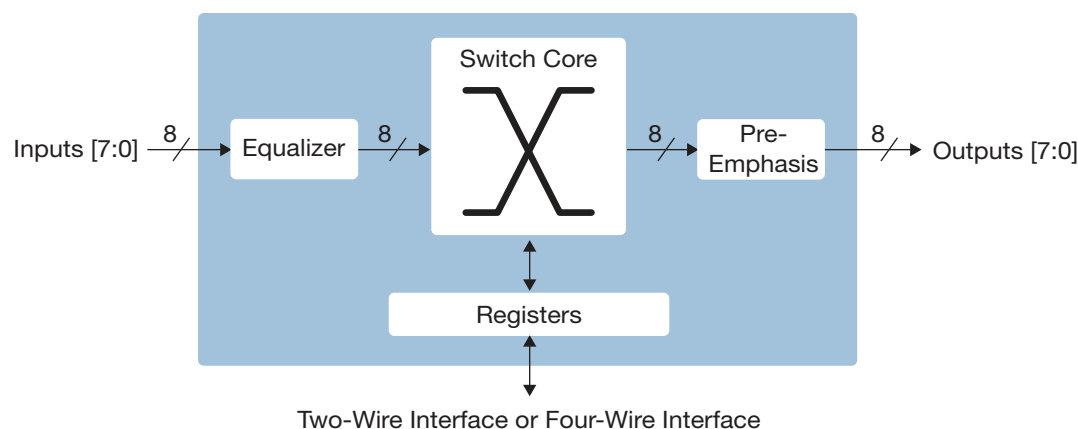 Switch Core
Inputs [7:0]
8
Equalizer
8
8
Pre-
Emphasis
8
Outputs [7:0]
Registers
Two-Wire Interface or Four-Wire Interface